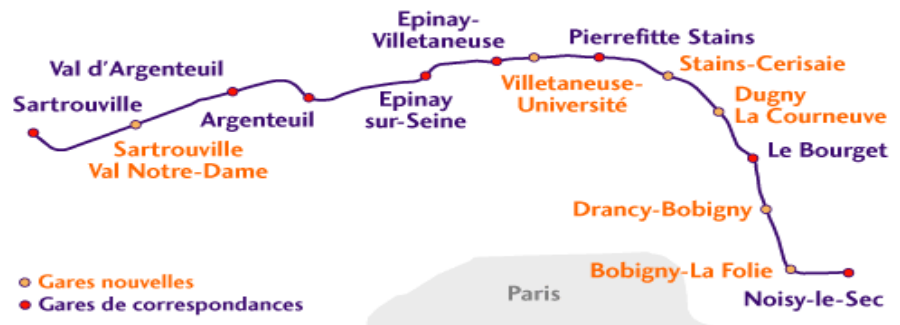 Epinay-
Villetaneuse
Pierrefitte Stains
Val d'Argenteuil
Stains-Cerisaie
Sartrouville
Villetaneuse-
Université
Epinay
sur-Seine
Dugny
La Courneuve
Argenteuil
Sartrouville
Val Notre-Dame
Le Bourget
Drancy-Bobigny
Bobigny-La Folie
Gares nouvelles
Paris
Noisy-le-Sec
Gares de correspondances